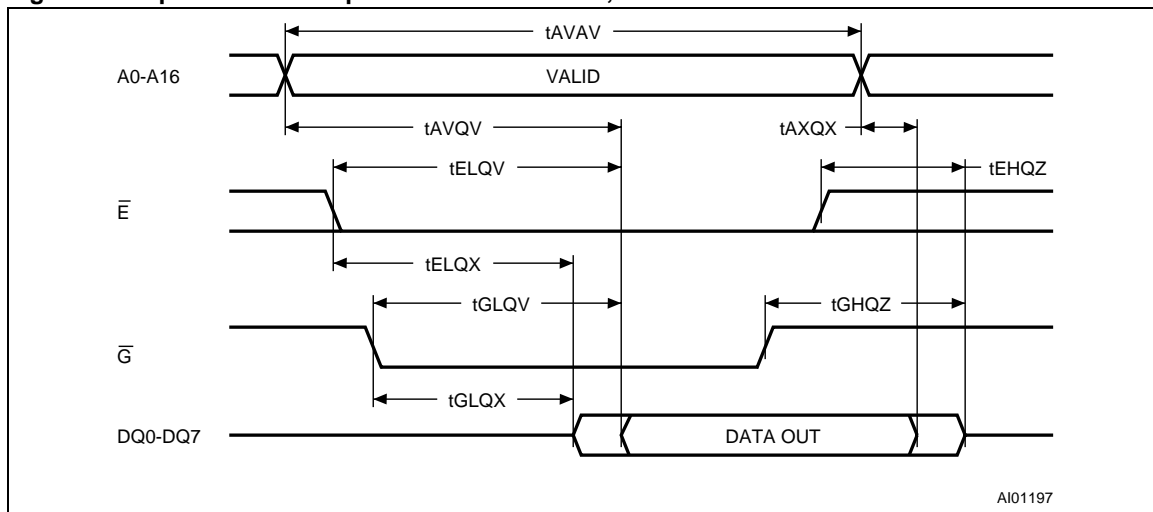 tAVAV
A0-A16
VALID
tAVQV
tAXQX
tELQV
tEHQZ
E̅
tELQX
tGLQV
tGHQZ
G̅
tGLQX
DQ0-DQ7
DATA OUT
AI01197